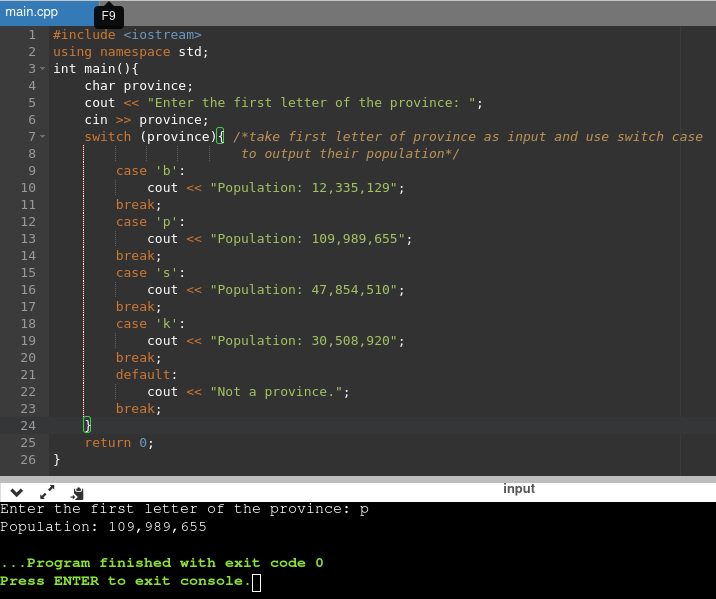 main.cpp
F9
1 #include <iostream>
2 using namespace std;
3 int main(){
4     char province;
5     cout << "Enter the first letter of the province: ";
6     cin >> province;
7     switch (province){ /*take first letter of province as input and use switch case
8                         to output their population*/
9         case 'b':
10             cout << "Population: 12,335,129";
11         break;
12         case 'p':
13             cout << "Population: 109,989,655";
14         break;
15         case 's':
16             cout << "Population: 47,854,510";
17         break;
18         case 'k':
19             cout << "Population: 30,508,920";
20         break;
21         default:
22             cout << "Not a province.";
23         break;
24     }
25     return 0;
26 }
input
Enter the first letter of the province: p
Population: 109,989,655
...Program finished with exit code 0
Press ENTER to exit console.